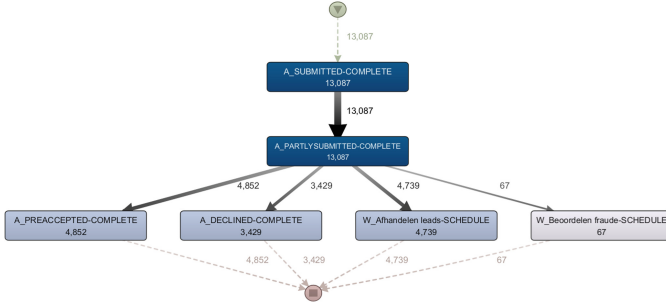 13,087
A_SUBMITTED-COMPLETE
13,087
13,087
A_PARTLYSUBMITTED-COMPLETE
13,087
4,852
3,429
4,739
67
A_PREACCEPTED-COMPLETE
4,852
A_DECLINED-COMPLETE
3,429
W_Afhandelen leads-SCHEDULE
4,739
W_Beoordelen fraude-SCHEDULE
67
4,852
3,429
4,739
67